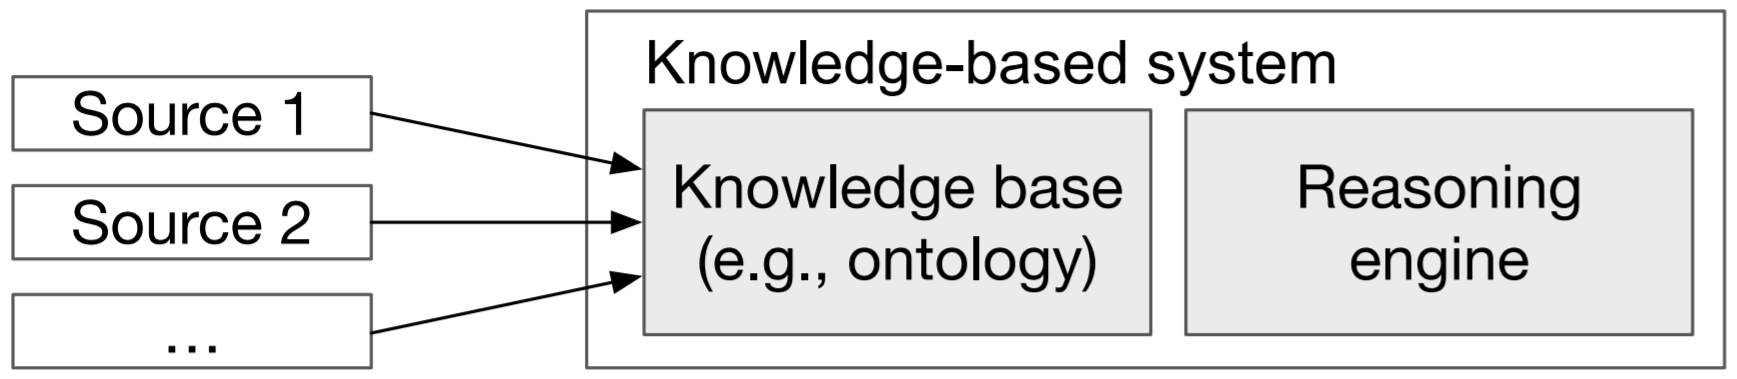 Knowledge-based system
Source 1
Source 2
...
Knowledge base
(e.g., ontology)
Reasoning
engine